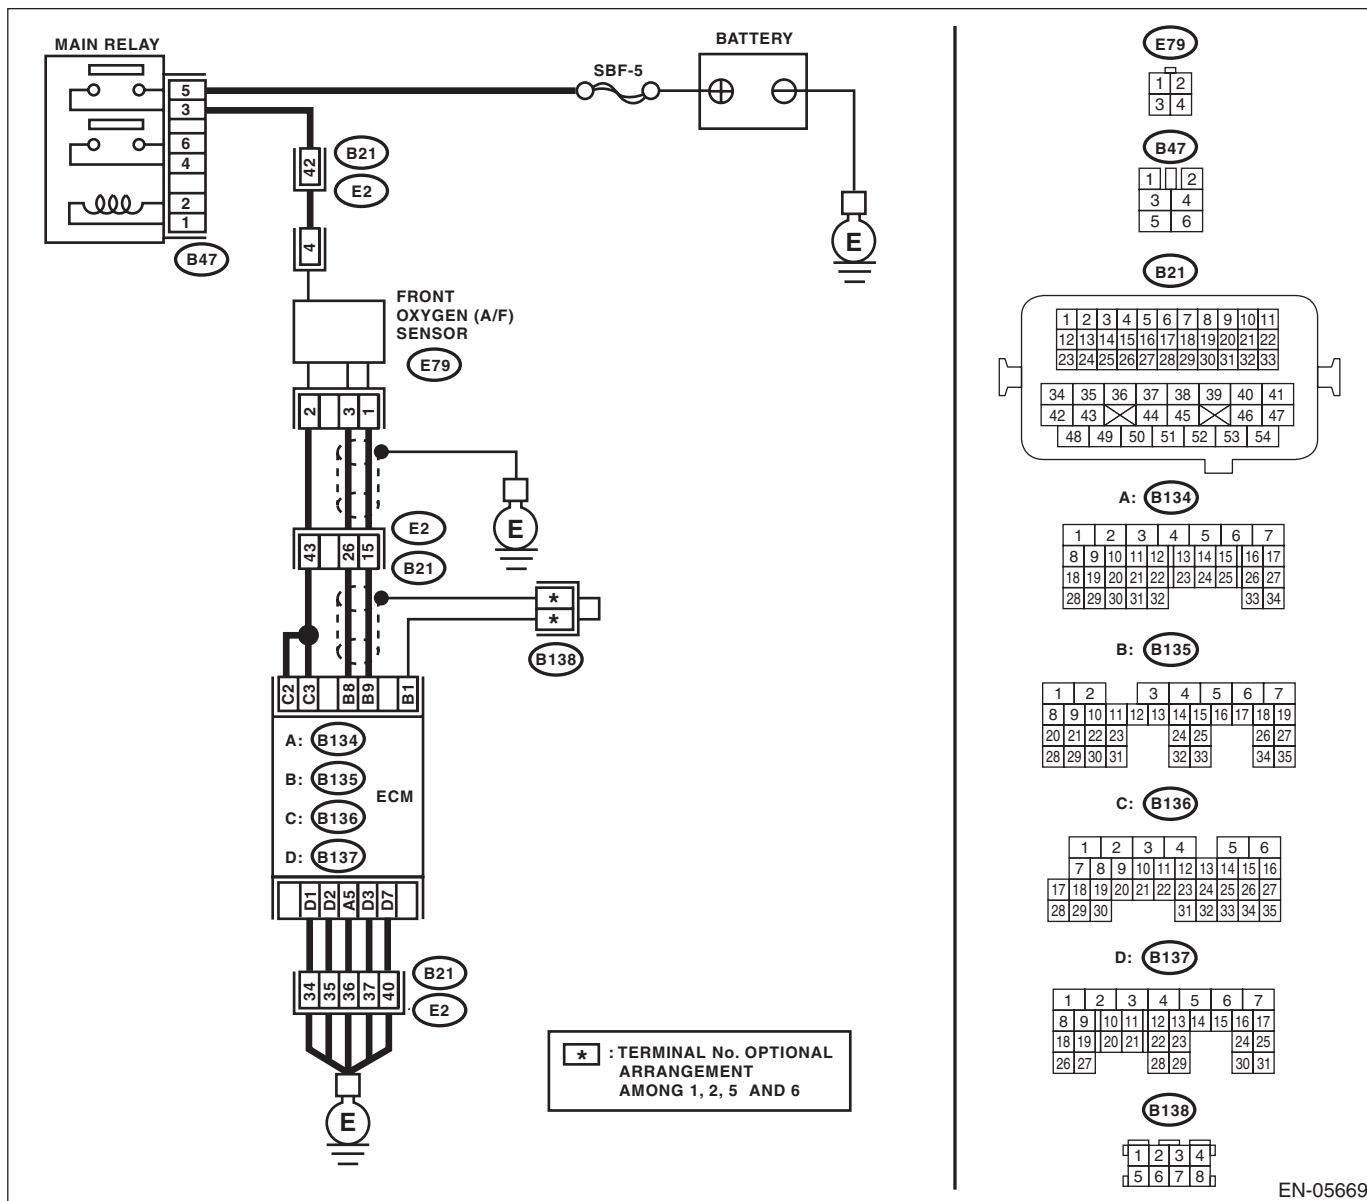 MAIN RELAY
BATTERY
SBF-5
5
3
6
4
2
1
B47
42
B21
E2
4
E
FRONT
OXYGEN (A/F)
SENSOR
E79
2 3 1
E
43 26 15
E2
B21
*
*
B138
C2 C3 B8 B9 B1
A: B134
B: B135
ECM
C: B136
D: B137
D1 D2 A5 D3 D7
34 35 36 37 40
B21
E2
E
* : TERMINAL No. OPTIONAL
ARRANGEMENT
AMONG 1, 2, 5 AND 6
E79
1 2
3 4
B47
1 2
3 4
5 6
B21
1 2 3 4 5 6 7 8 9 10 11
12 13 14 15 16 17 18 19 20 21 22
23 24 25 26 27 28 29 30 31 32 33
34 35 36 37 38 39 40 41
42 43 44 45 46 47
48 49 50 51 52 53 54
A: B134
1 2 3 4 5 6 7
8 9 10 11 12 13 14 15 16 17
18 19 20 21 22 23 24 25 26 27
28 29 30 31 32 33 34
B: B135
1 2 3 4 5 6 7
8 9 10 11 12 13 14 15 16 17 18 19
20 21 22 23 24 25 26 27
28 29 30 31 32 33 34 35
C: B136
1 2 3 4 5 6
7 8 9 10 11 12 13 14 15 16
17 18 19 20 21 22 23 24 25 26 27
28 29 30 31 32 33 34 35
D: B137
1 2 3 4 5 6 7
8 9 10 11 12 13 14 15 16 17
18 19 20 21 22 23 24 25
26 27 28 29 30 31
B138
1 2 3 4
5 6 7 8
EN-05669